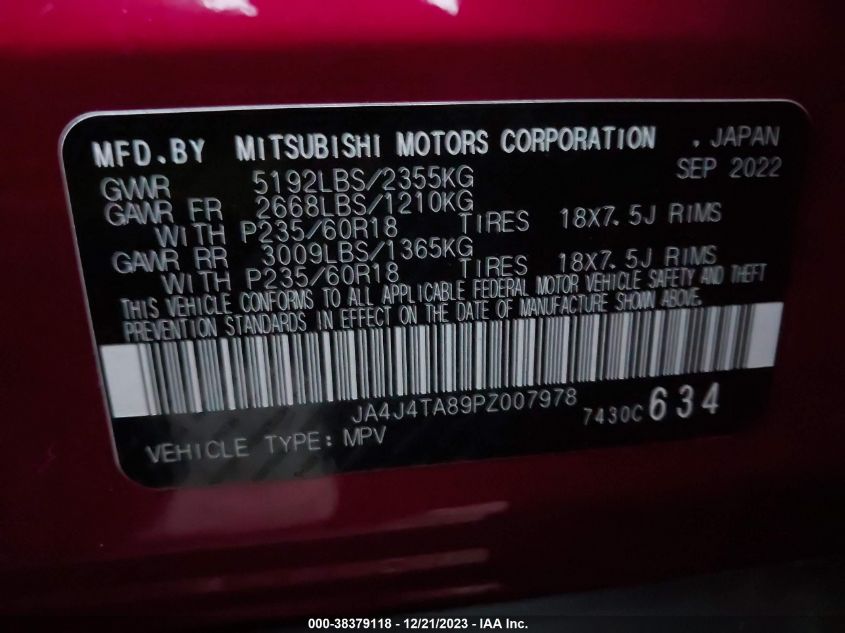 MFD.BY MITSUBISHI MOTORS CORPORATION , JAPAN
SEP 2022
GVWR 5192LBS/2355KG
GAWR FR 2668LBS/1210KG
WITH P235/60R18 TIRES 18X7.5J RIMS
GAWR RR 3009LBS/1365KG
WITH P235/60R18 TIRES 18X7.5J RIMS
THIS VEHICLE CONFORMS TO ALL APPLICABLE FEDERAL MOTOR VEHICLE SAFETY AND THEFT
PREVENTION STANDARDS IN EFFECT ON THE DATE OF MANUFACTURE SHOWN ABOVE.
JA4J4TA89PZ007978
7430C 634
VEHICLE TYPE: MPV
000-38379118 - 12/21/2023 - IAA Inc.